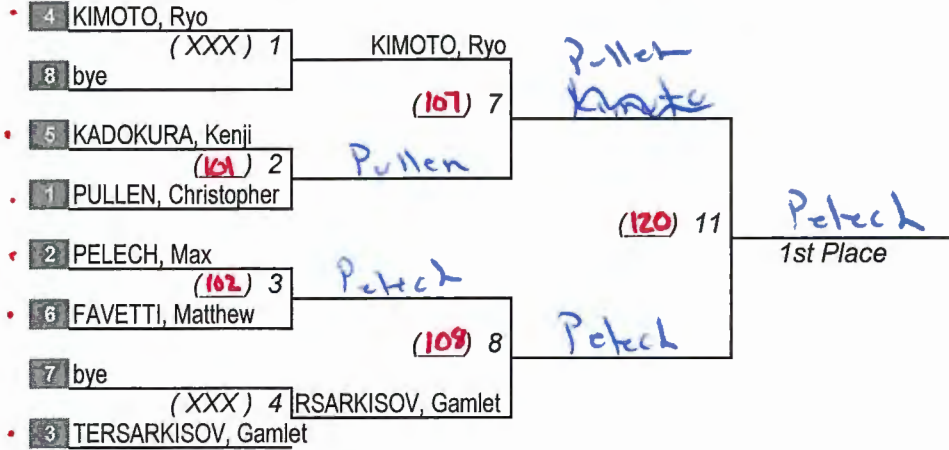 4 KIMOTO, Ryo
(XXX) 1
KIMOTO, Ryo
8 bye
Pullen
Kimoto
(107) 7
5 KADOKURA, Kenji
(101) 2
Pullen
1 PULLEN, Christopher
(120) 11
Pelech
1st Place
2 PELECH, Max
(102) 3
Pelech
6 FAVETTI, Matthew
(108) 8
Pelech
7 bye
(XXX) 4
RSARKISOV, Gamlet
3 TERSARKISOV, Gamlet